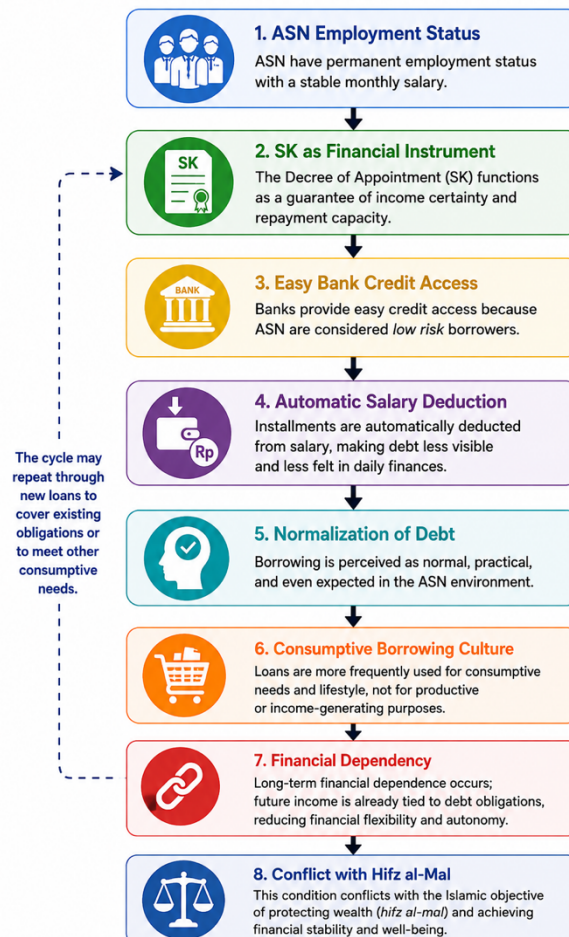 1. ASN Employment Status
ASN have permanent employment status
with a stable monthly salary.
SK
2. SK as Financial Instrument
The Decree of Appointment (SK) functions
as a guarantee of income certainty and
repayment capacity.
BANK
3. Easy Bank Credit Access
Banks provide easy credit access because
ASN are considered low risk borrowers.
Rp
4. Automatic Salary Deduction
Installments are automatically deducted
from salary, making debt less visible
and less felt in daily finances.
The cycle may
repeat through
new loans to
cover existing
obligations or
to meet other
consumptive
needs.
5. Normalization of Debt
Borrowing is perceived as normal, practical,
and even expected in the ASN environment.
6. Consumptive Borrowing Culture
Loans are more frequently used for consumptive
needs and lifestyle, not for productive
or income-generating purposes.
7. Financial Dependency
Long-term financial dependence occurs;
future income is already tied to debt obligations,
reducing financial flexibility and autonomy.
8. Conflict with Hifz al-Mal
This condition conflicts with the Islamic objective
of protecting wealth (hifz al-mal) and achieving
financial stability and well-being.